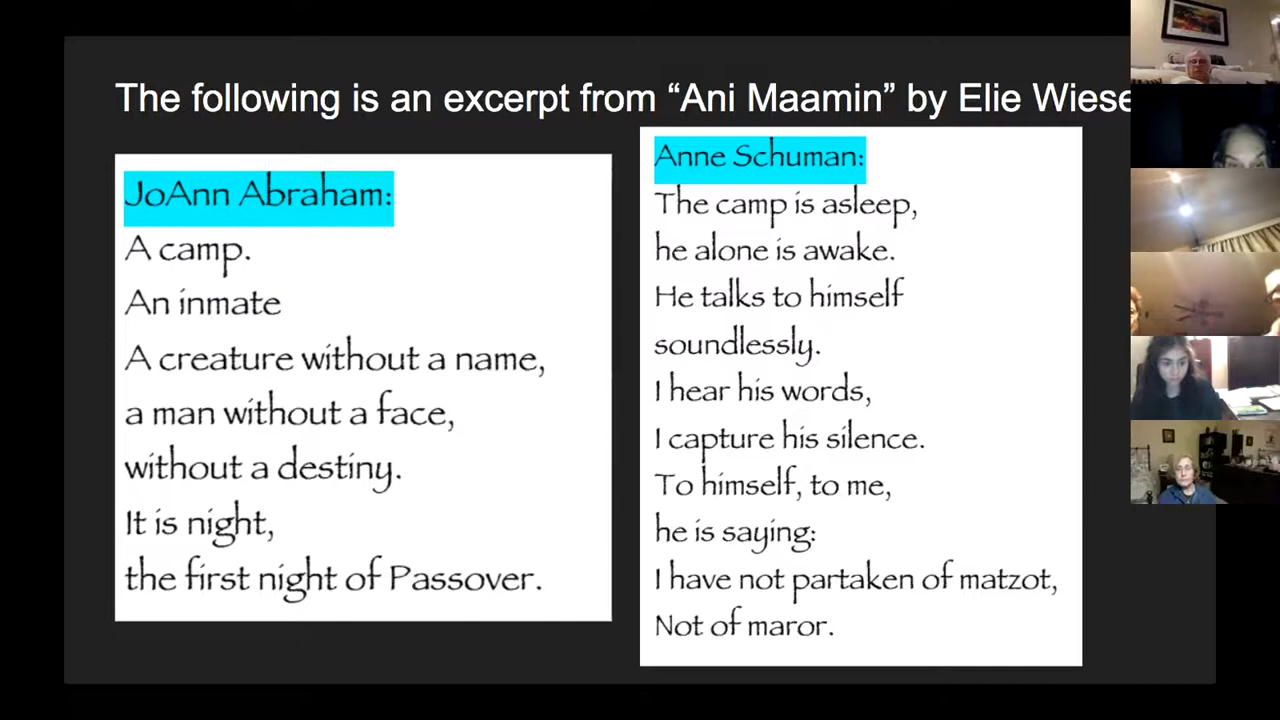 The following is an excerpt from “Ani Maamin” by Elie Wiese
JoAnn Abraham:
A camp.
An inmate
A creature without a name,
a man without a face,
without a destiny.
It is night,
the first night of Passover.
Anne Schuman:
The camp is asleep,
he alone is awake.
He talks to himself
soundlessly.
I hear his words,
I capture his silence.
To himself, to me,
he is saying:
I have not partaken of matzot,
Not of maror.